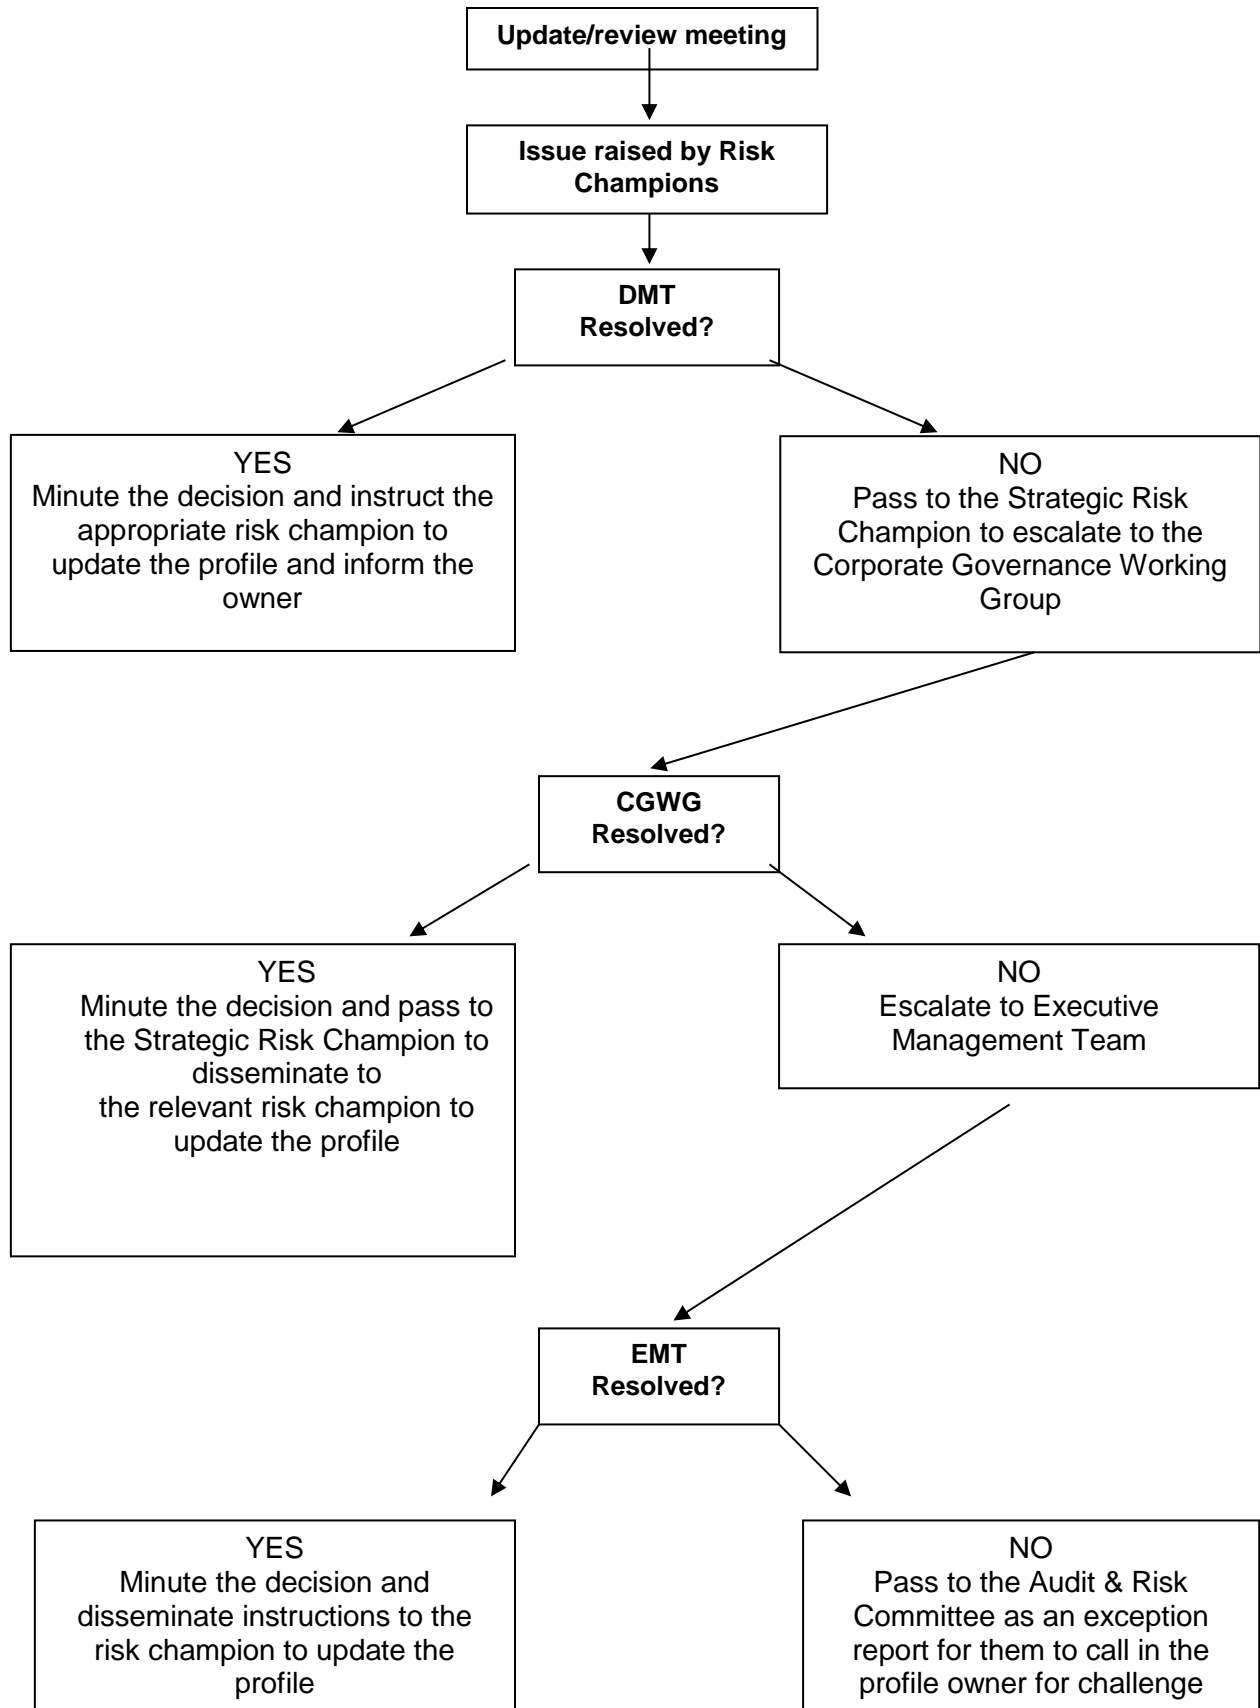 Update/review meeting
Issue raised by Risk
Champions
DMT
Resolved?
YES
Minute the decision and instruct the
appropriate risk champion to
update the profile and inform the
owner
NO
Pass to the Strategic Risk
Champion to escalate to the
Corporate Governance Working
Group
CGWG
Resolved?
YES
Minute the decision and pass to
the Strategic Risk Champion to
disseminate to
the relevant risk champion to
update the profile
NO
Escalate to Executive
Management Team
EMT
Resolved?
YES
Minute the decision and
disseminate instructions to the
risk champion to update the
profile
NO
Pass to the Audit & Risk
Committee as an exception
report for them to call in the
profile owner for challenge